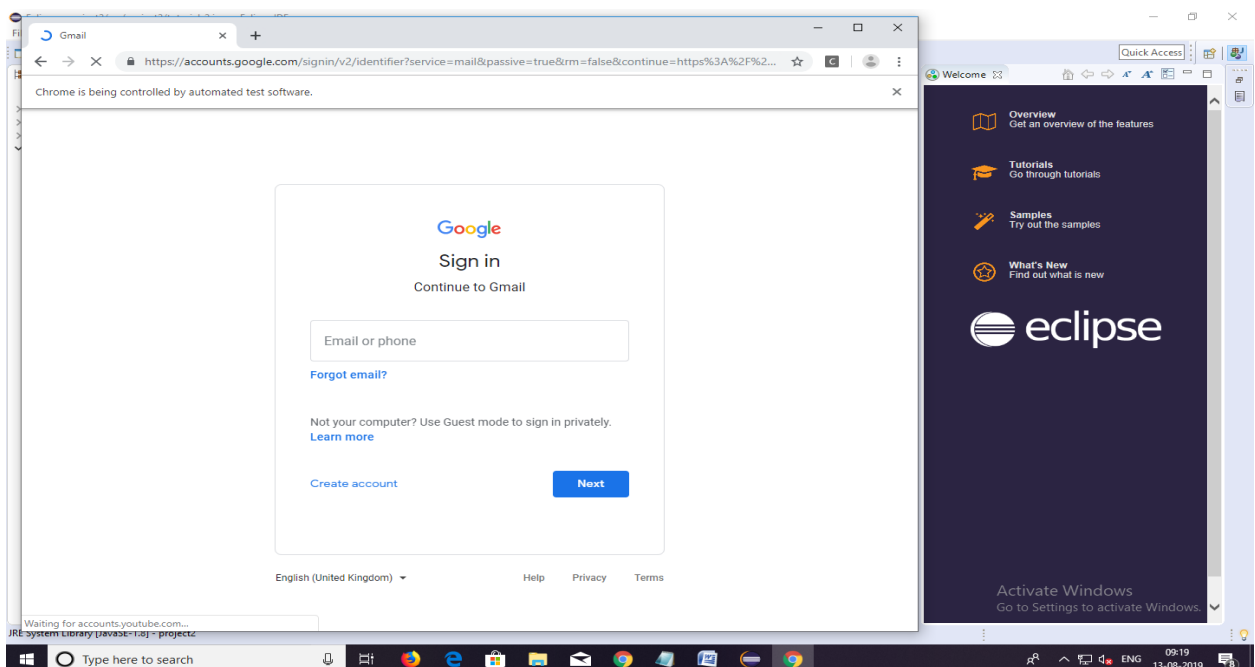 Gmail
https://accounts.google.com/signin/v2/identifier?service=mail&passive=true&rm=false&continue=https%3A%2F%2...
C
Chrome is being controlled by automated test software.
Google
Sign in
Continue to Gmail
Email or phone
Forgot email?
Not your computer? Use Guest mode to sign in privately.
Learn more
Create account
Next
English (United Kingdom)
Help Privacy Terms
Waiting for accounts.youtube.com...
JRE System Library [JavaSE-1.8] - project2
Quick Access
Welcome
Overview
Get an overview of the features
Tutorials
Go through tutorials
Samples
Try out the samples
What's New
Find out what is new
eclipse
Activate Windows
Go to Settings to activate Windows.
Type here to search
ENG
09:19
13-08-2019